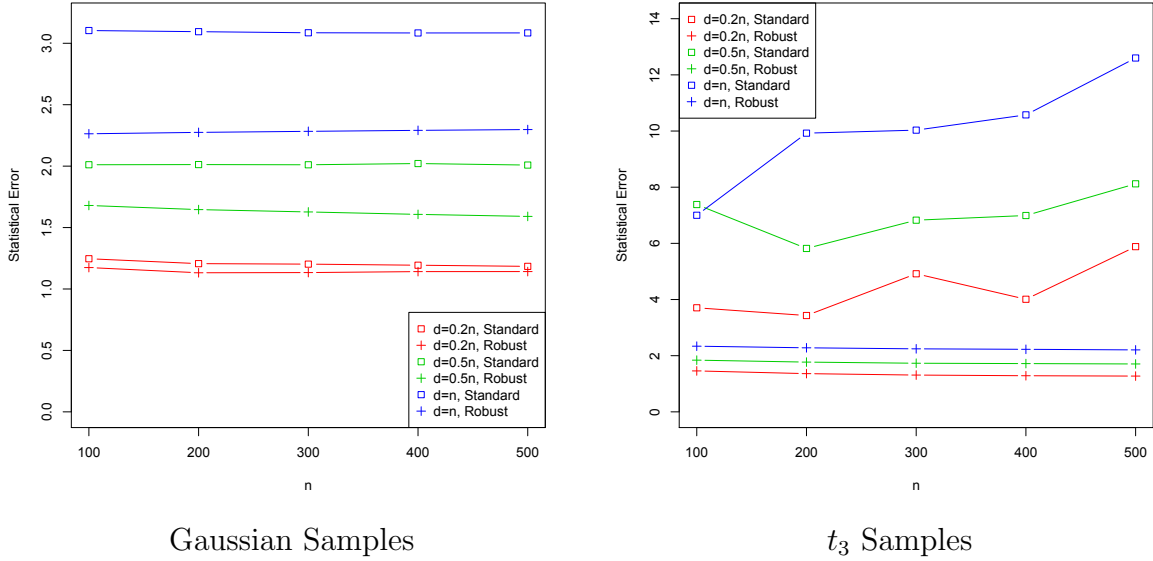 Statistical Error
3.0
2.5
2.0
1.5
1.0
0.5
0.0
d=0.2n, Standard
d=0.2n, Robust
d=0.5n, Standard
d=0.5n, Robust
d=n, Standard
d=n, Robust
100 200 300 400 500
n
Gaussian Samples
Statistical Error
14
12
10
8
6
4
2
0
d=0.2n, Standard
d=0.2n, Robust
d=0.5n, Standard
d=0.5n, Robust
d=n, Standard
d=n, Robust
100 200 300 400 500
n
t₃ Samples